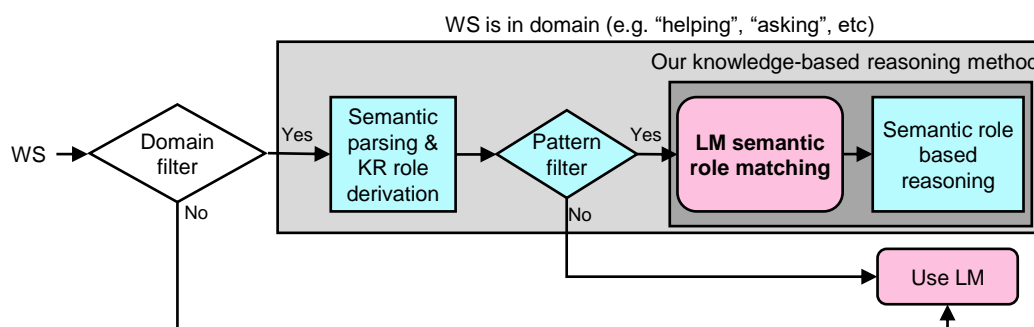 WS is in domain (e.g. “helping”, “asking”, etc)
Our knowledge-based reasoning method
WS
Domain
filter
Yes
Semantic
parsing &
KR role
derivation
Pattern
filter
Yes
LM semantic
role matching
Semantic role
based
reasoning
No
No
Use LM